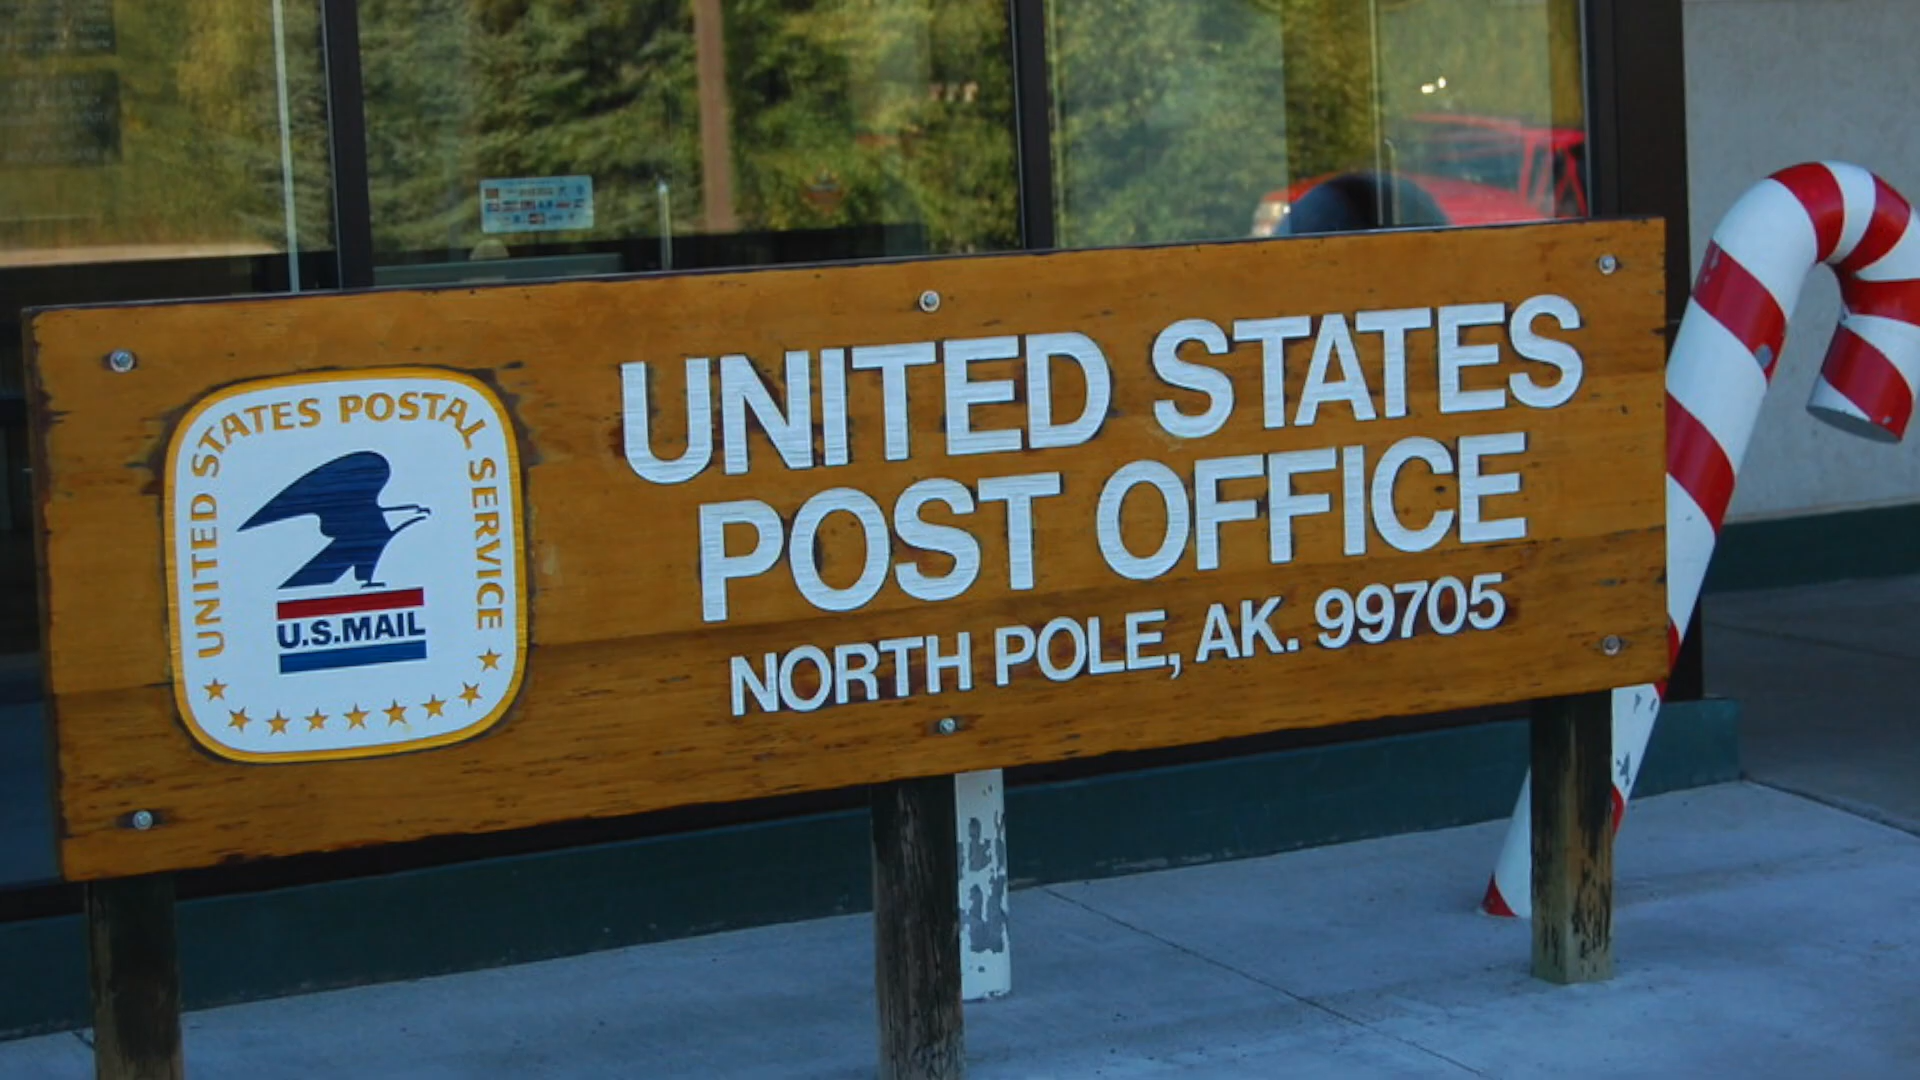 UNITED STATES POSTAL SERVICE
U.S.MAIL
UNITED STATES
POST OFFICE
NORTH POLE, AK. 99705